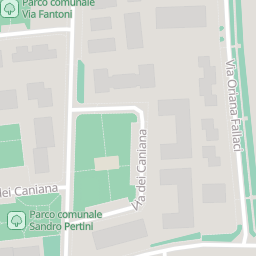 Parco comunale
Via Fantoni
Via Oriana Fallaci
Via dei Caniana
dei Caniana
Parco comunale
Sandro Pertini